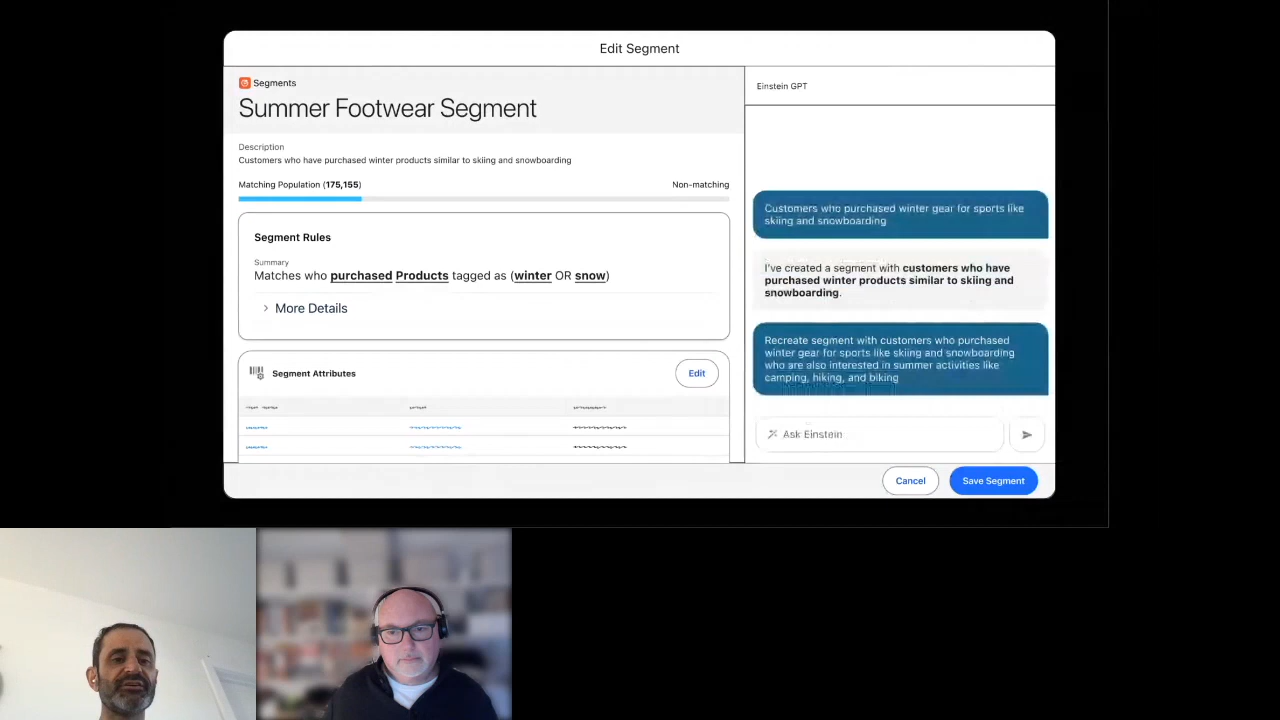 Edit Segment
Segments
Summer Footwear Segment
Description
Customers who have purchased winter products similar to skiing and snowboarding
Matching Population (175,155)
Non-matching
Segment Rules
Summary
Matches who purchased Products tagged as (winter OR snow)
More Details
Segment Attributes
Edit
Einstein GPT
Customers who purchased winter gear for sports like
skiing and snowboarding
I've created a segment with customers who have
purchased winter products similar to skiing and
snowboarding.
Recreate segment with customers who purchased
winter gear for sports like skiing and snowboarding
who are also interested in summer activities like
camping, hiking, and biking
Ask Einstein
Cancel
Save Segment